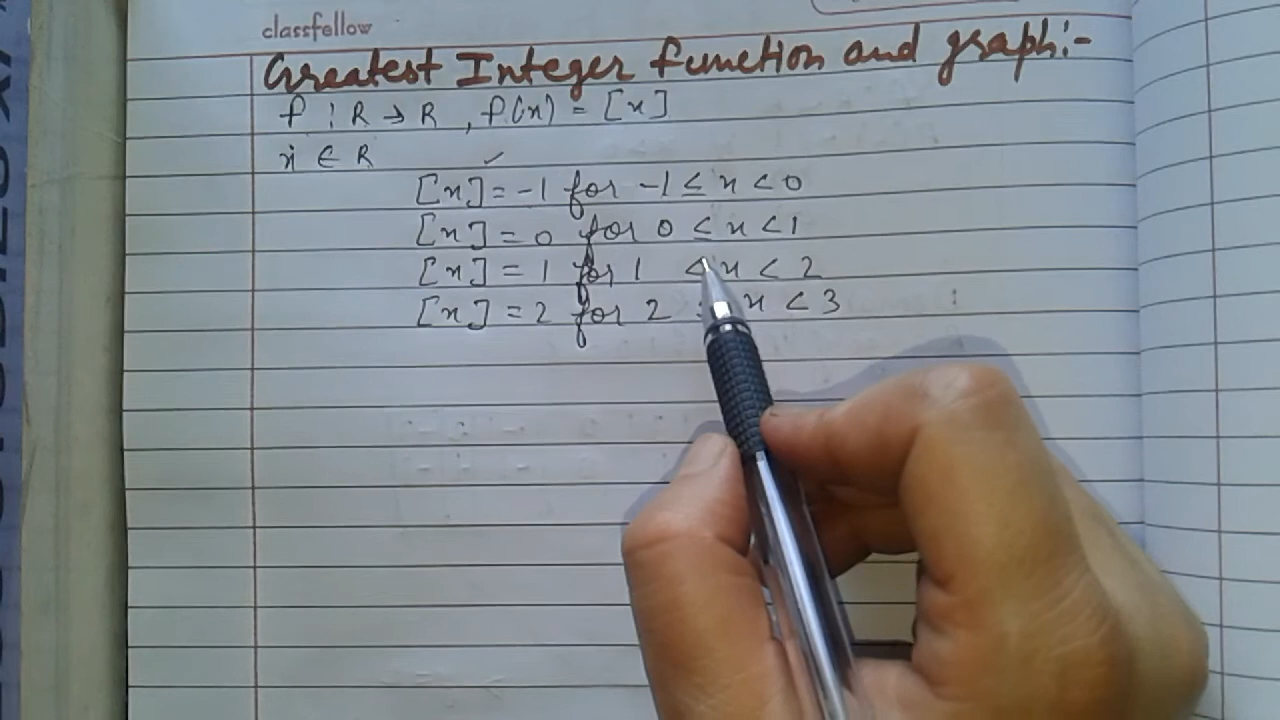 classfellow
Greatest Integer function and graph:-
f : R → R , f(x) = [x]
x ∈ R
[x] = -1 for -1 ≤ x < 0
[x] = 0 for 0 ≤ x < 1
[x] = 1 for 1 < x < 2
[x] = 2 for 2 x < 3